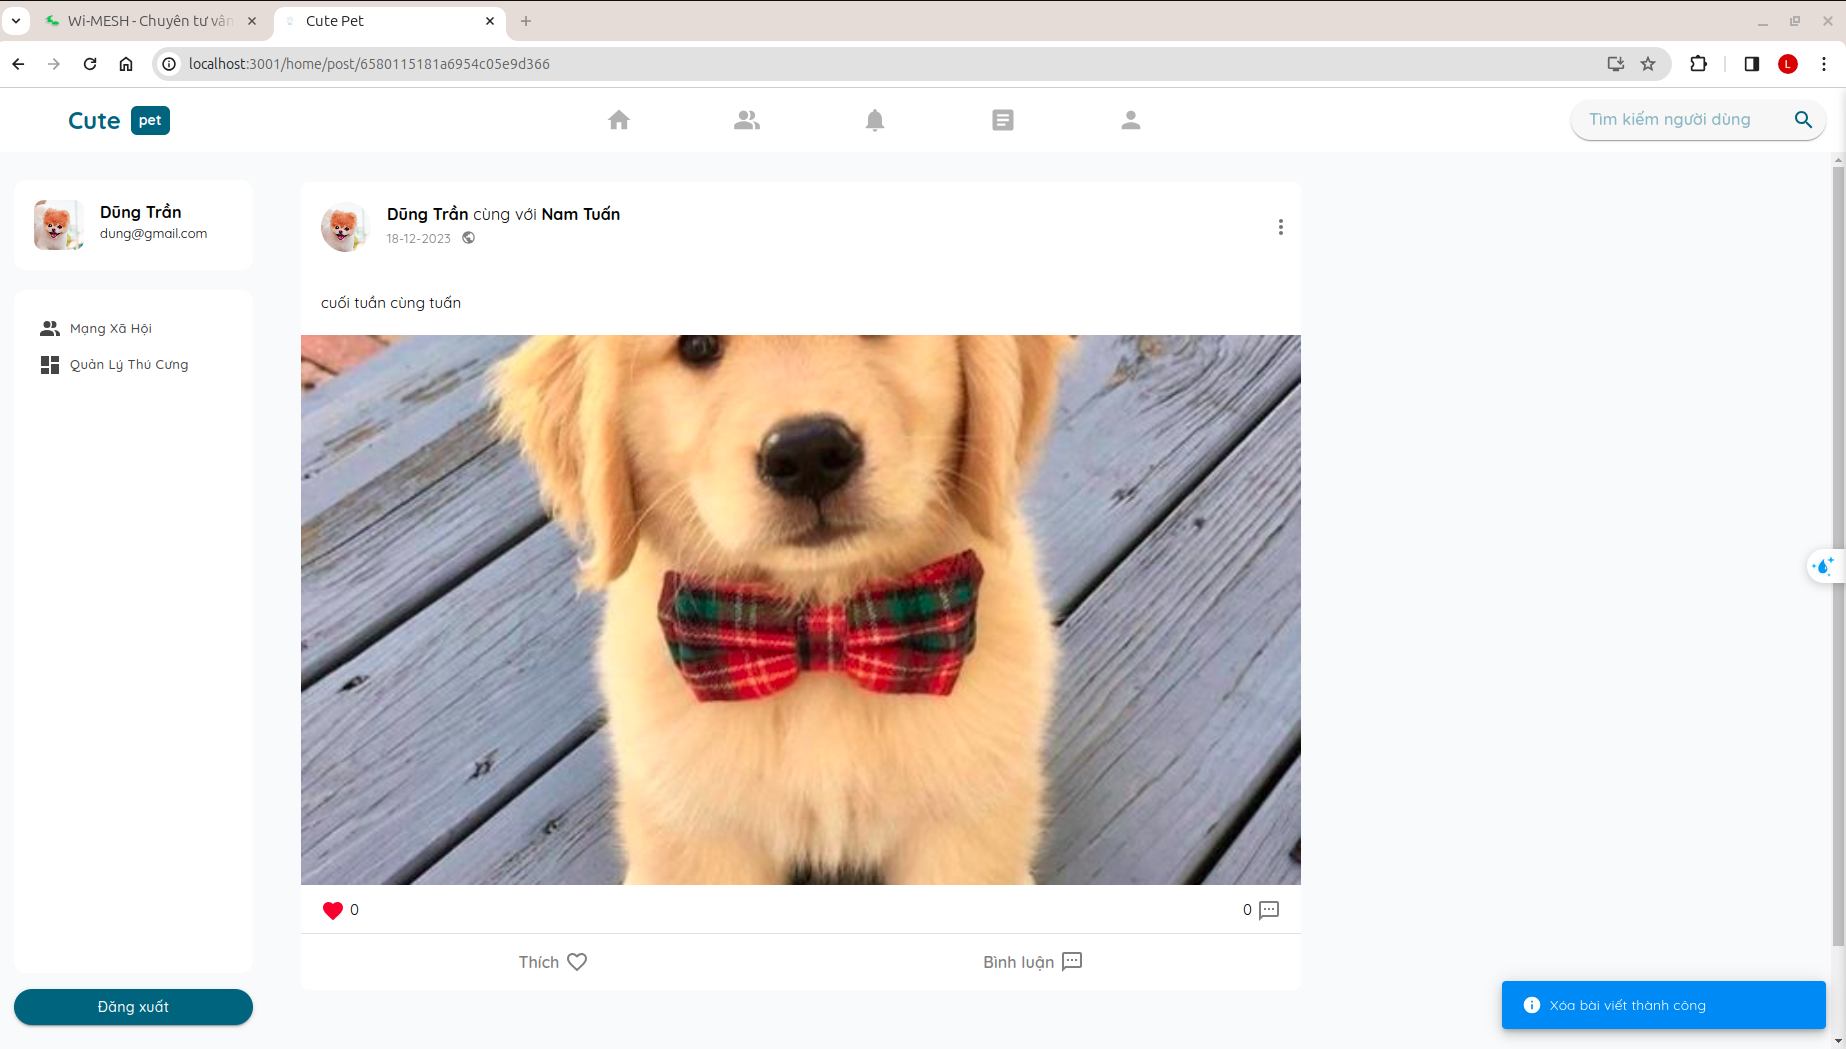 Wi-MESH - Chuyên tư vấn
Cute Pet
localhost:3001/home/post/6580115181a6954c05e9d366
L
Cute pet
Tìm kiếm người dùng
Dũng Trần
dung@gmail.com
Mạng Xã Hội
Quản Lý Thú Cưng
Đăng xuất
Dũng Trần cùng với Nam Tuấn
18-12-2023
cuối tuần cùng tuấn
0
0
Thích
Bình luận
Xóa bài viết thành công